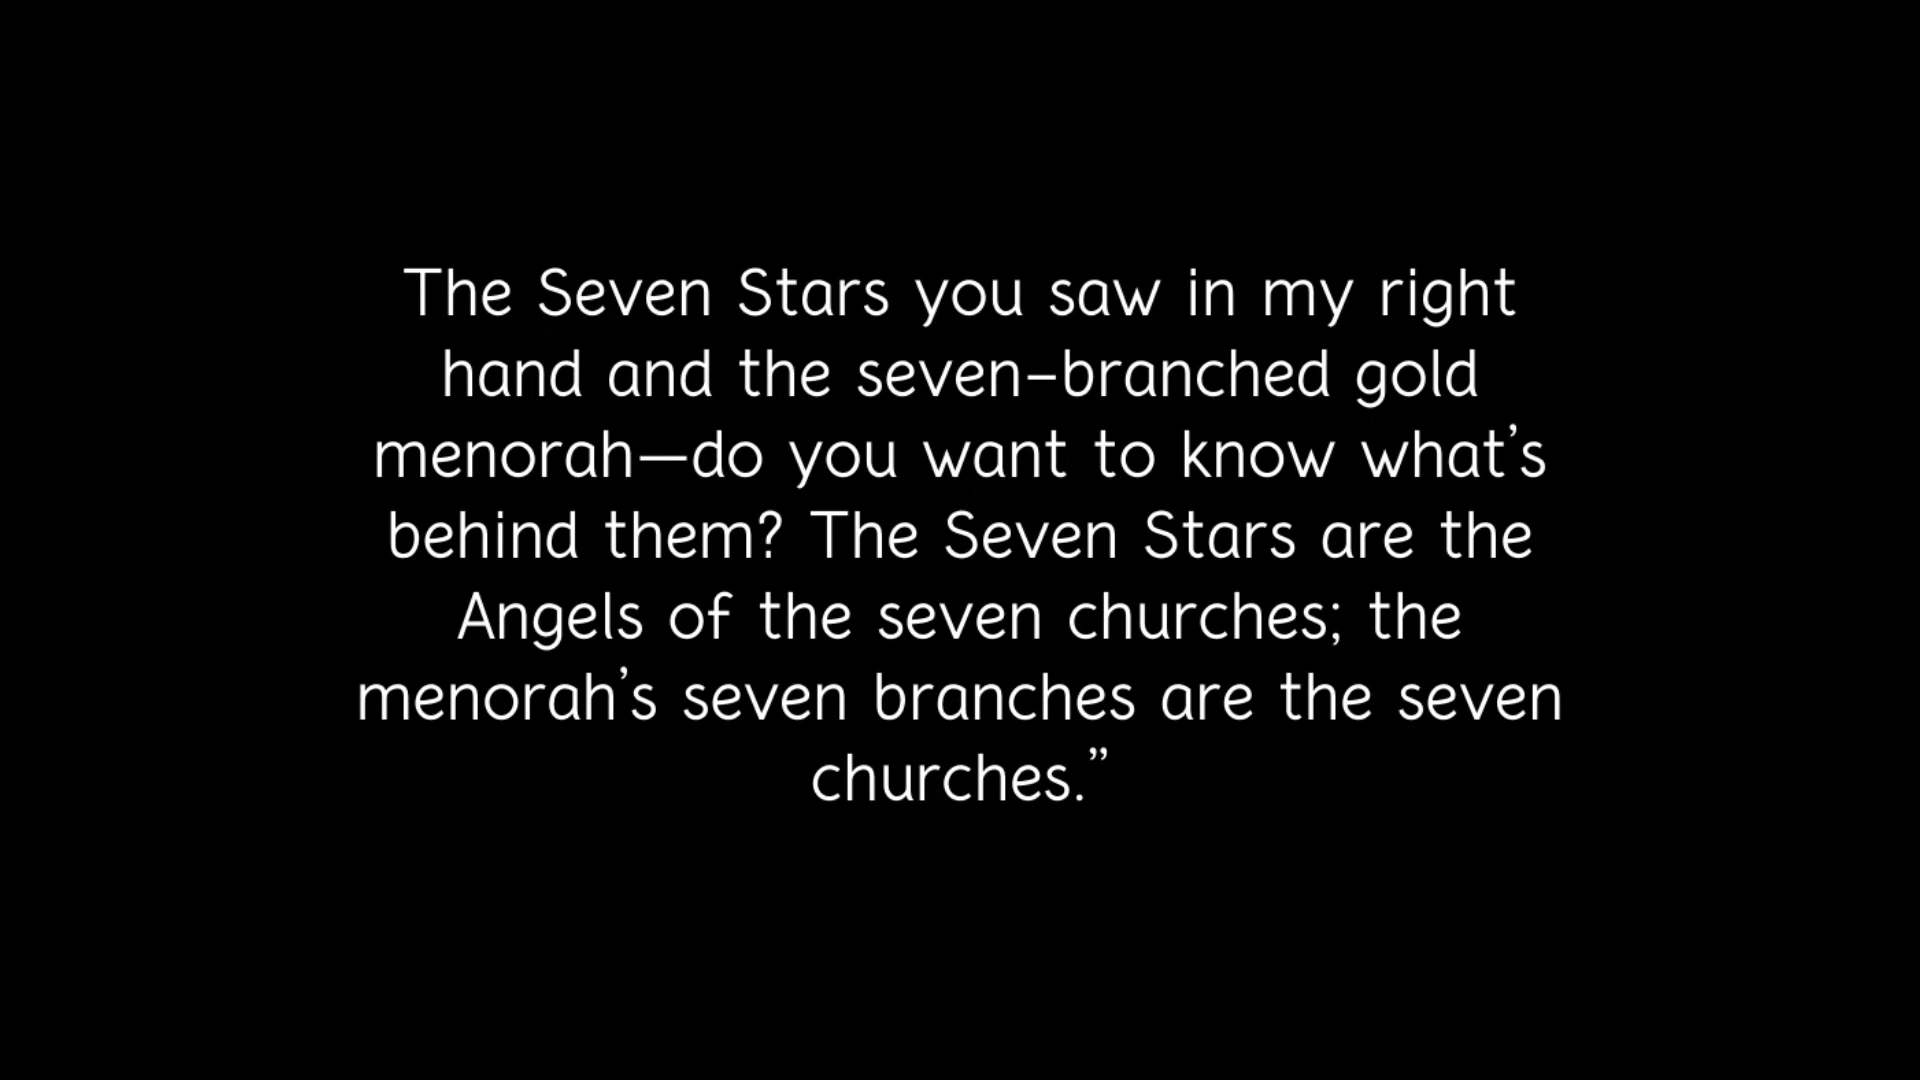 The Seven Stars you saw in my right
hand and the seven-branched gold
menorah—do you want to know what’s
behind them? The Seven Stars are the
Angels of the seven churches; the
menorah’s seven branches are the seven
churches.”